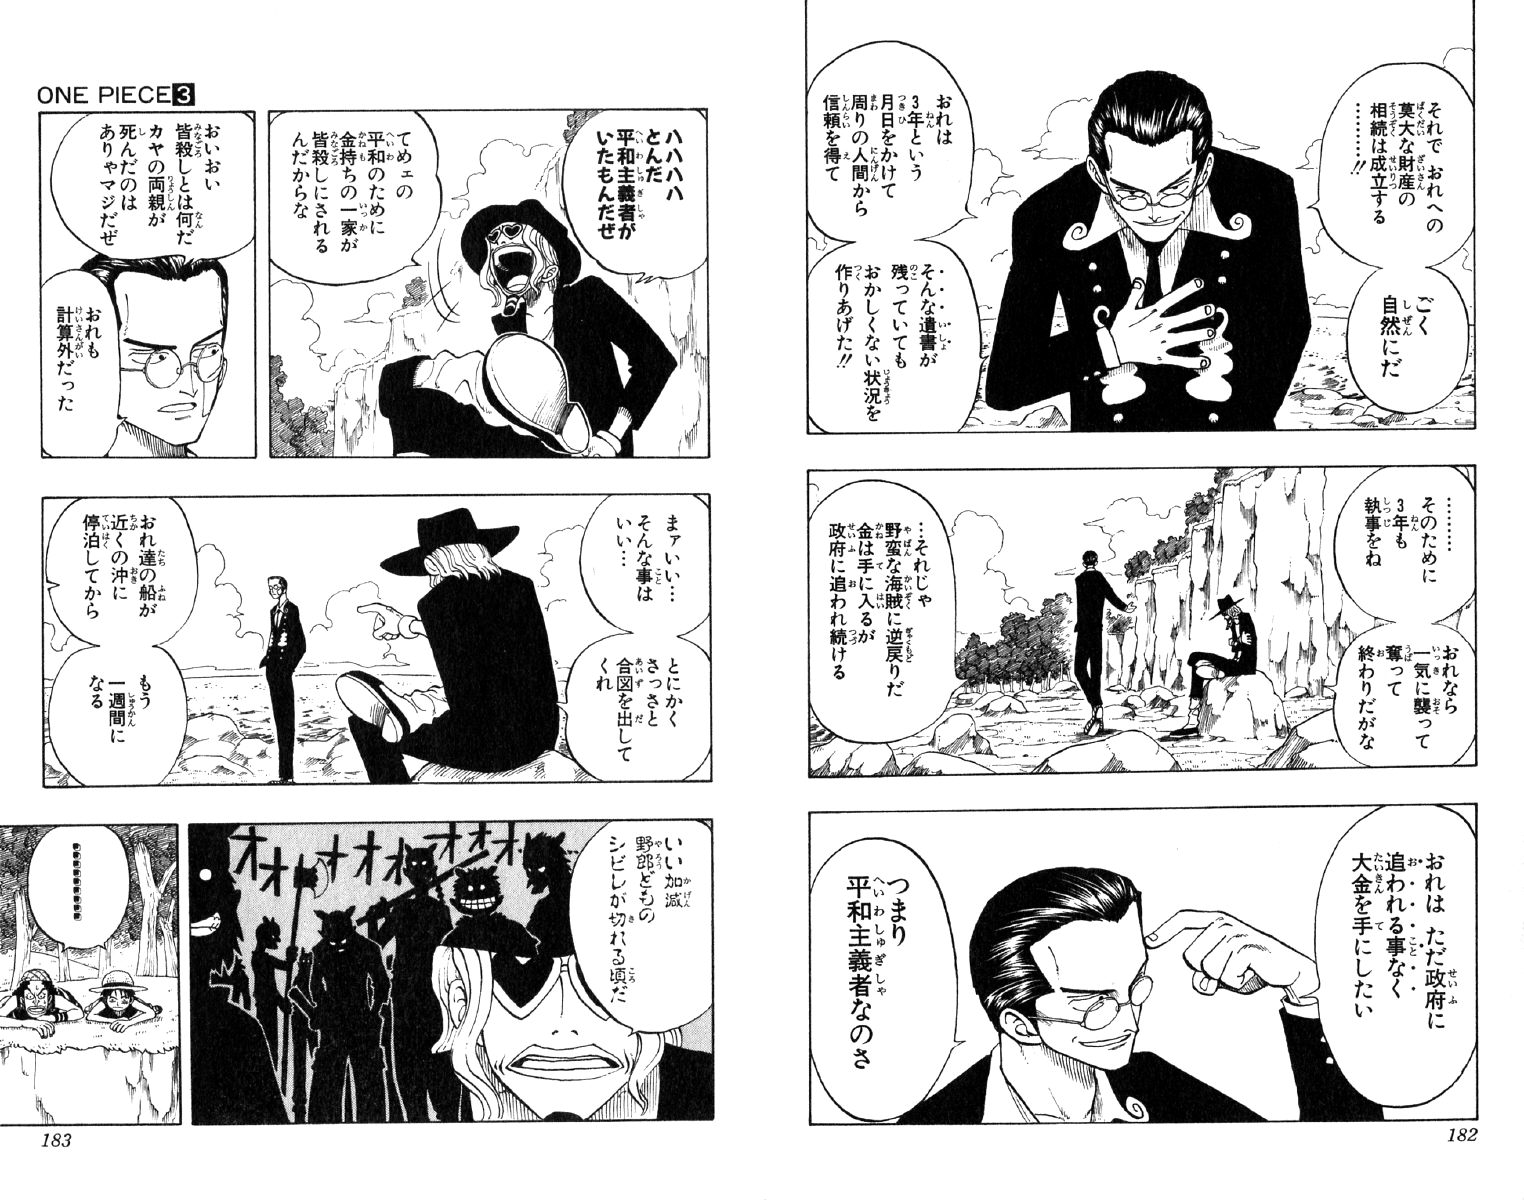 それで おれへの
莫大な財産の
相続は成立する
………!!
ごく
自然にだ
おれは
3年という
月日をかけて
周りの人間から
信頼を得て
そんな遺書が
残っていても
おかしくない状況を
作りあげた!!
………
そのために
3年も
執事をね
おれなら
一気に襲って
奪って
終わりだがな
…それじゃ
野蛮な海賊に逆戻りだ
金は手に入るが
政府に追われ続ける
おれは ただ政府に
追われる事なく
大金を手にしたい
つまり
平和主義者なのさ
182
ONE PIECE 3
ハハハハ
とんだ
平和主義者が
いたもんだぜ
てめェの
平和のために
金持ちの一家が
皆殺しにされる
んだからな
おいおい
皆殺しとは何だ
カヤの両親が
死んだのは
ありゃマジだぜ
おれも
計算外だった
まァいい…
そんな事は
いい…
とにかく
さっさと
合図を出して
くれ
おれ達の船が
近くの沖に
停泊してから
もう
一週間に
なる
いい加減
野郎どもの
シビレが切れる頃だ
オオオオオオ
…………
183